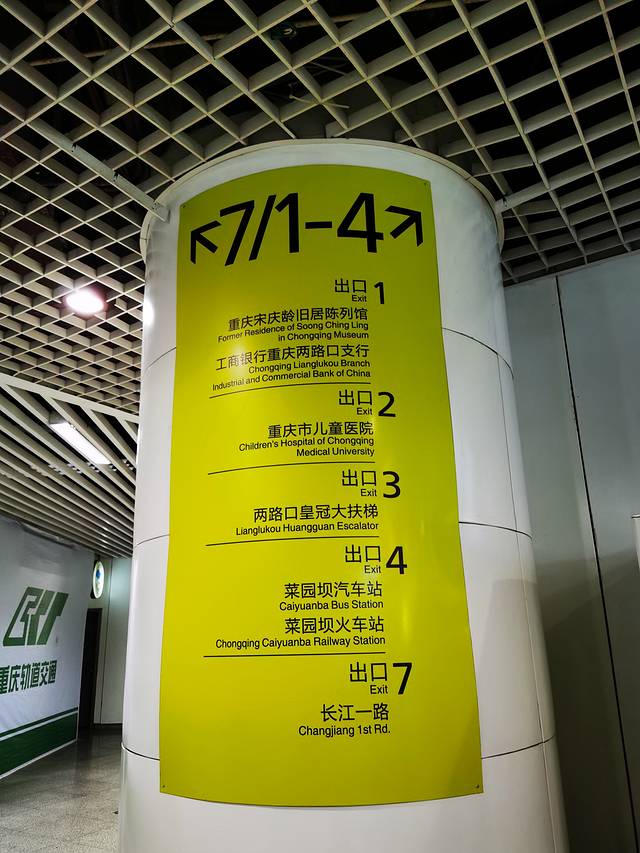 ↖7/1-4↗
出口 1
Exit
重庆宋庆龄旧居陈列馆
Former Residence of Soong Ching Ling
in Chongqing Museum
工商银行重庆两路口支行
Chongqing Lianglukou Branch
Industrial and Commercial Bank of China
出口 2
Exit
重庆市儿童医院
Children's Hospital of Chongqing
Medical University
出口 3
Exit
两路口皇冠大扶梯
Lianglukou Huangguan Escalator
出口 4
Exit
菜园坝汽车站
Caiyuanba Bus Station
菜园坝火车站
Chongqing Caiyuanba Railway Station
出口 7
Exit
长江一路
Changjiang 1st Rd.
CRT
重庆轨道交通